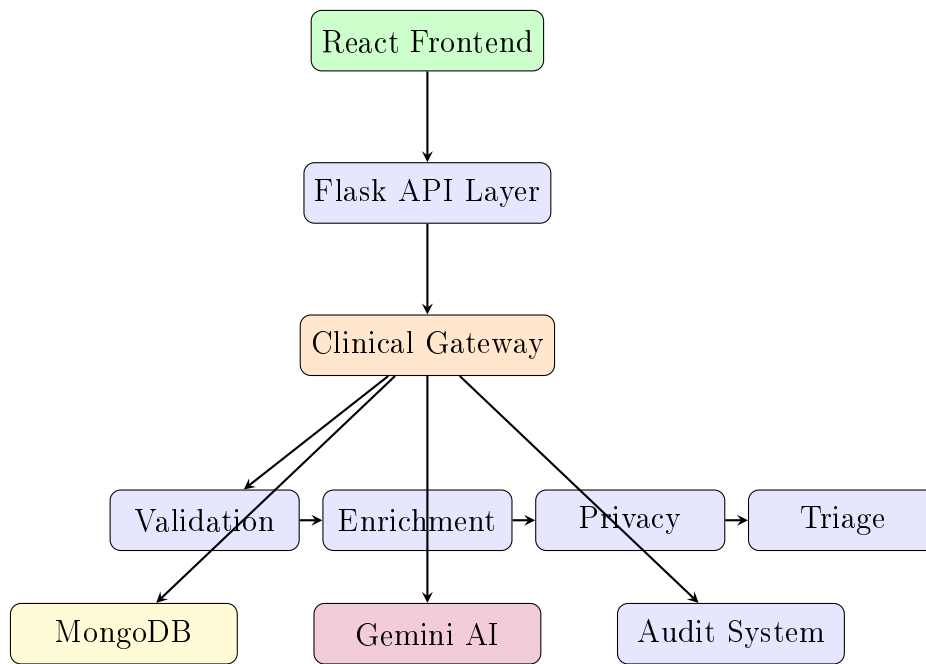 React Frontend
Flask API Layer
Clinical Gateway
Validation
Enrichment
Privacy
Triage
MongoDB
Gemini AI
Audit System